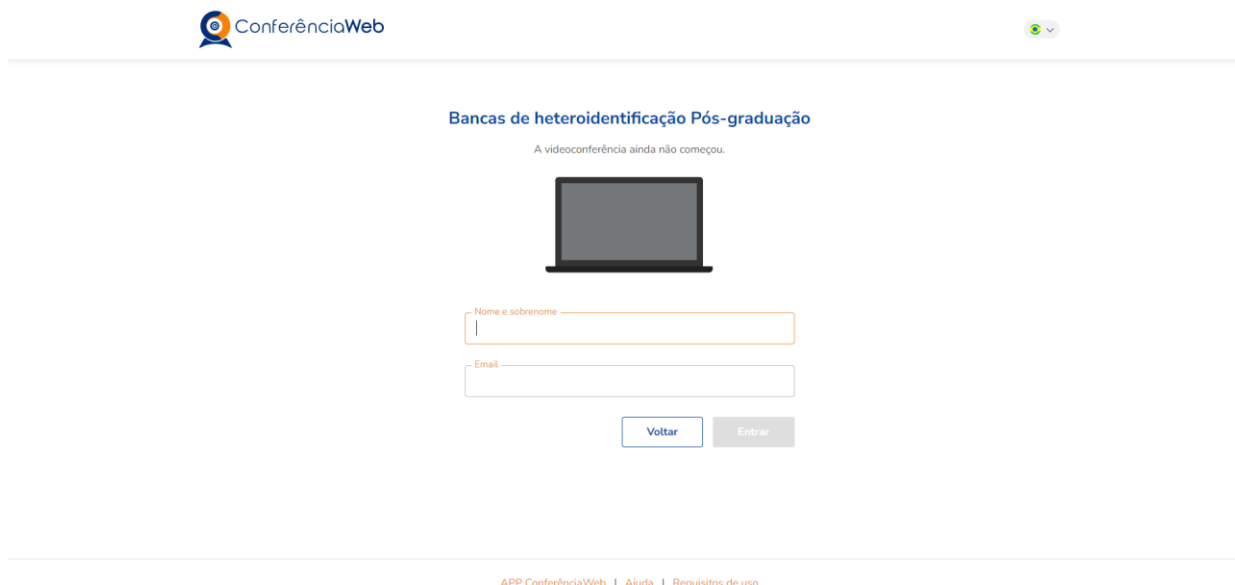 ConferênciaWeb
Bancas de heteroidentificação Pós-graduação
A videoconferência ainda não começou.
Nome e sobrenome
Email
Voltar
Entrar
APP ConferênciaWeb | Ajuda | Requisitos de uso